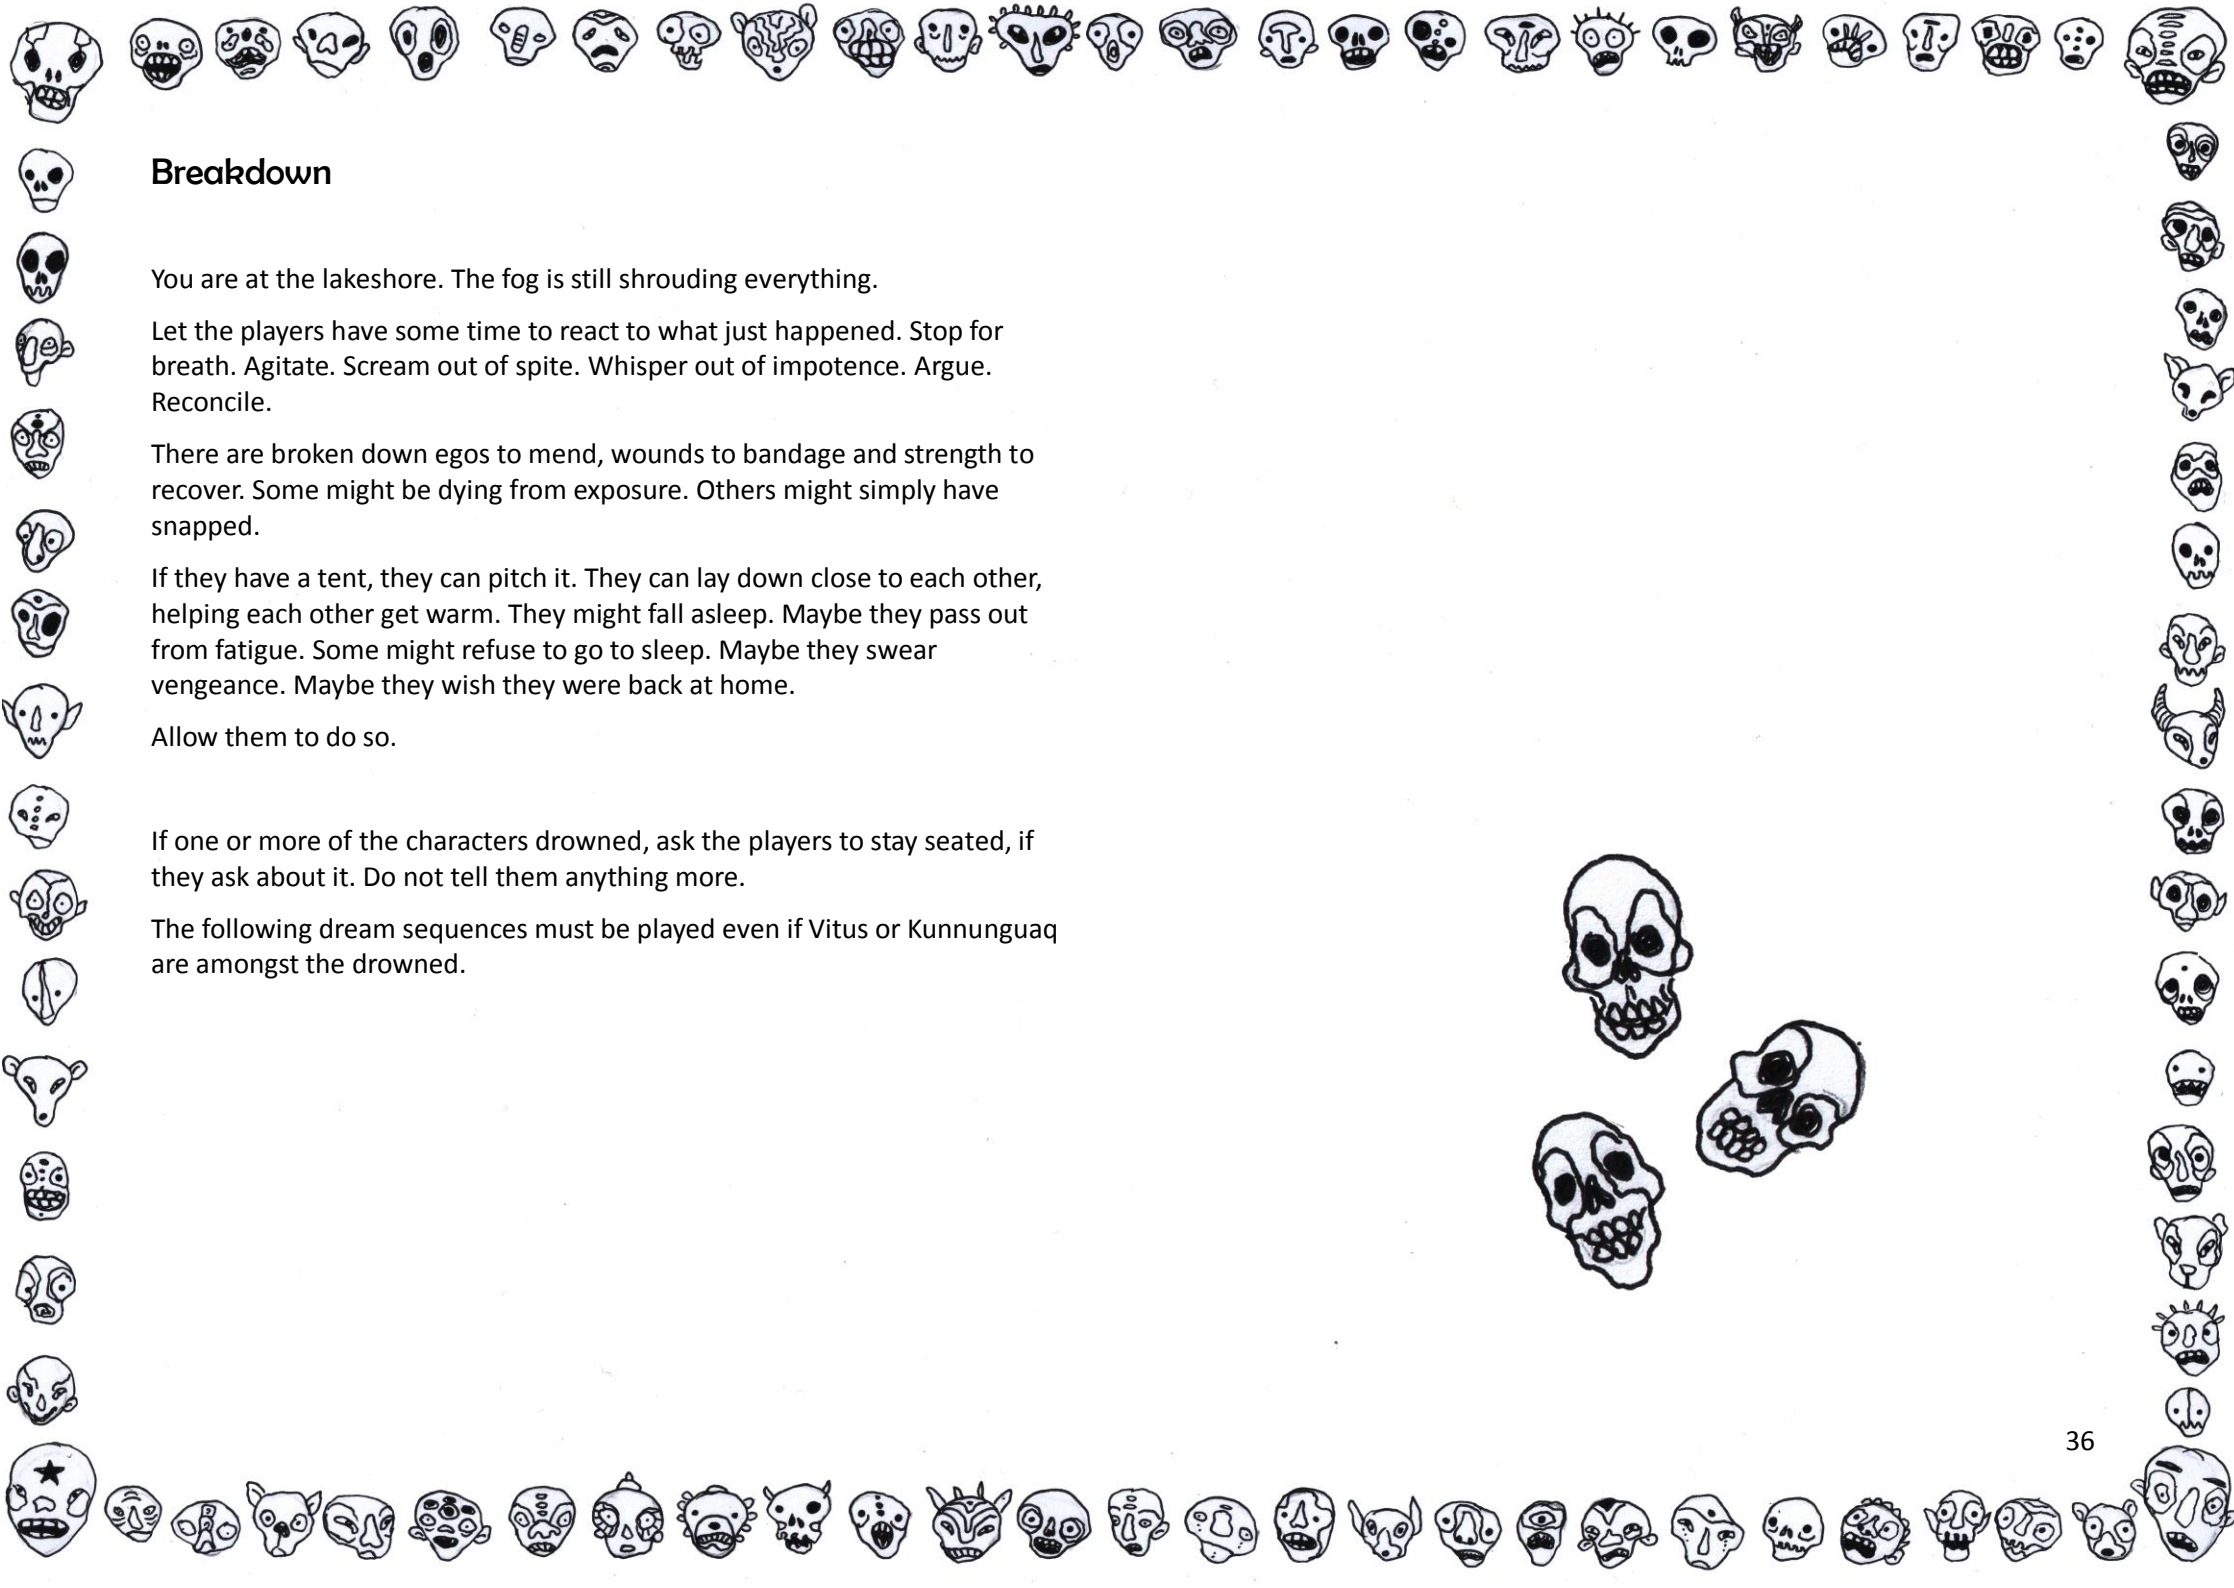 Breakdown
You are at the lakeshore. The fog is still shrouding everything.
Let the players have some time to react to what just happened. Stop for
breath. Agitate. Scream out of spite. Whisper out of impotence. Argue.
Reconcile.
There are broken down egos to mend, wounds to bandage and strength to
recover. Some might be dying from exposure. Others might simply have
snapped.
If they have a tent, they can pitch it. They can lay down close to each other,
helping each other get warm. They might fall asleep. Maybe they pass out
from fatigue. Some might refuse to go to sleep. Maybe they swear
vengeance. Maybe they wish they were back at home.
Allow them to do so.
If one or more of the characters drowned, ask the players to stay seated, if
they ask about it. Do not tell them anything more.
The following dream sequences must be played even if Vitus or Kunnunguaq
are amongst the drowned.
36